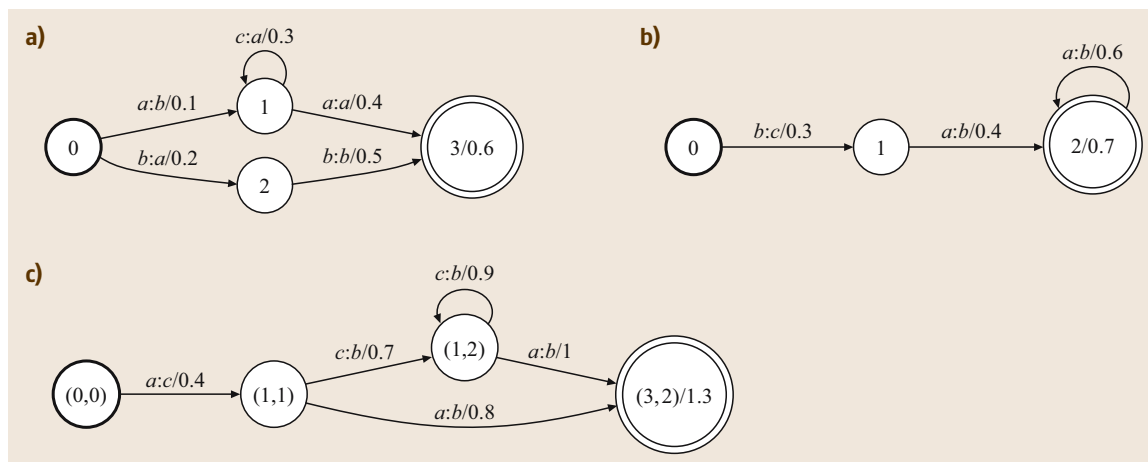 a)
c:a/0.3
a:b/0.1
1
a:a/0.4
0
3/0.6
b:a/0.2
2
b:b/0.5
b)
a:b/0.6
0
b:c/0.3
1
a:b/0.4
2/0.7
c)
c:b/0.9
(1,2)
c:b/0.7
a:b/1
(0,0)
a:c/0.4
(1,1)
(3,2)/1.3
a:b/0.8